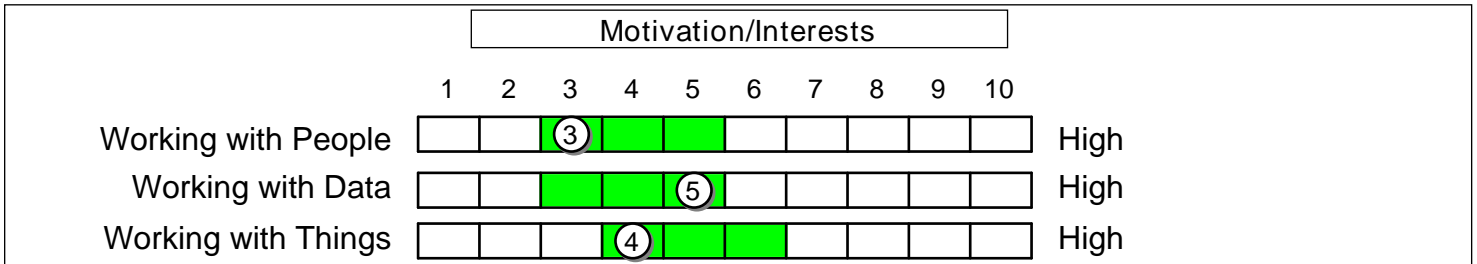 Motivation/Interests
1 2 3 4 5 6 7 8 9 10
Working with People 3 High
Working with Data 5 High
Working with Things 4 High